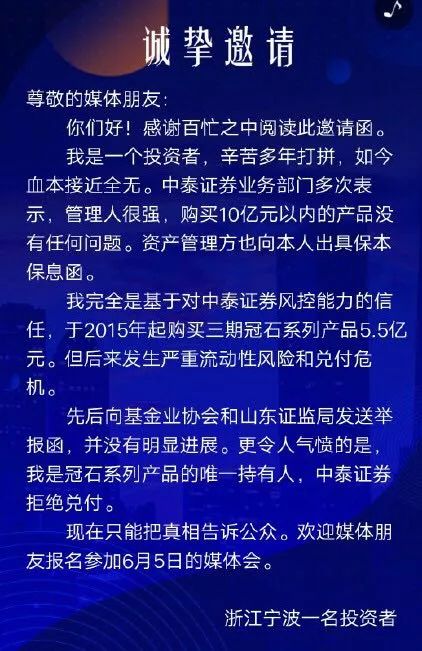 诚挚邀请
尊敬的媒体朋友：
你们好！感谢百忙之中阅读此邀请函。
我是一个投资者，辛苦多年打拼，如今
血本接近全无。中泰证券业务部门多次表
示，管理人很强，购买10亿元以内的产品没
有任何问题。资产管理方也向本人出具保本
保息函。
我完全是基于对中泰证券风控能力的信
任，于2015年起购买三期冠石系列产品5.5亿
元。但后来发生严重流动性风险和兑付危
机。
先后向基金业协会和山东证监局发送举
报函，并没有明显进展。更令人气愤的是，
我是冠石系列产品的唯一持有人，中泰证券
拒绝兑付。
现在只能把真相告诉公众。欢迎媒体朋
友报名参加6月5日的媒体会。
浙江宁波一名投资者